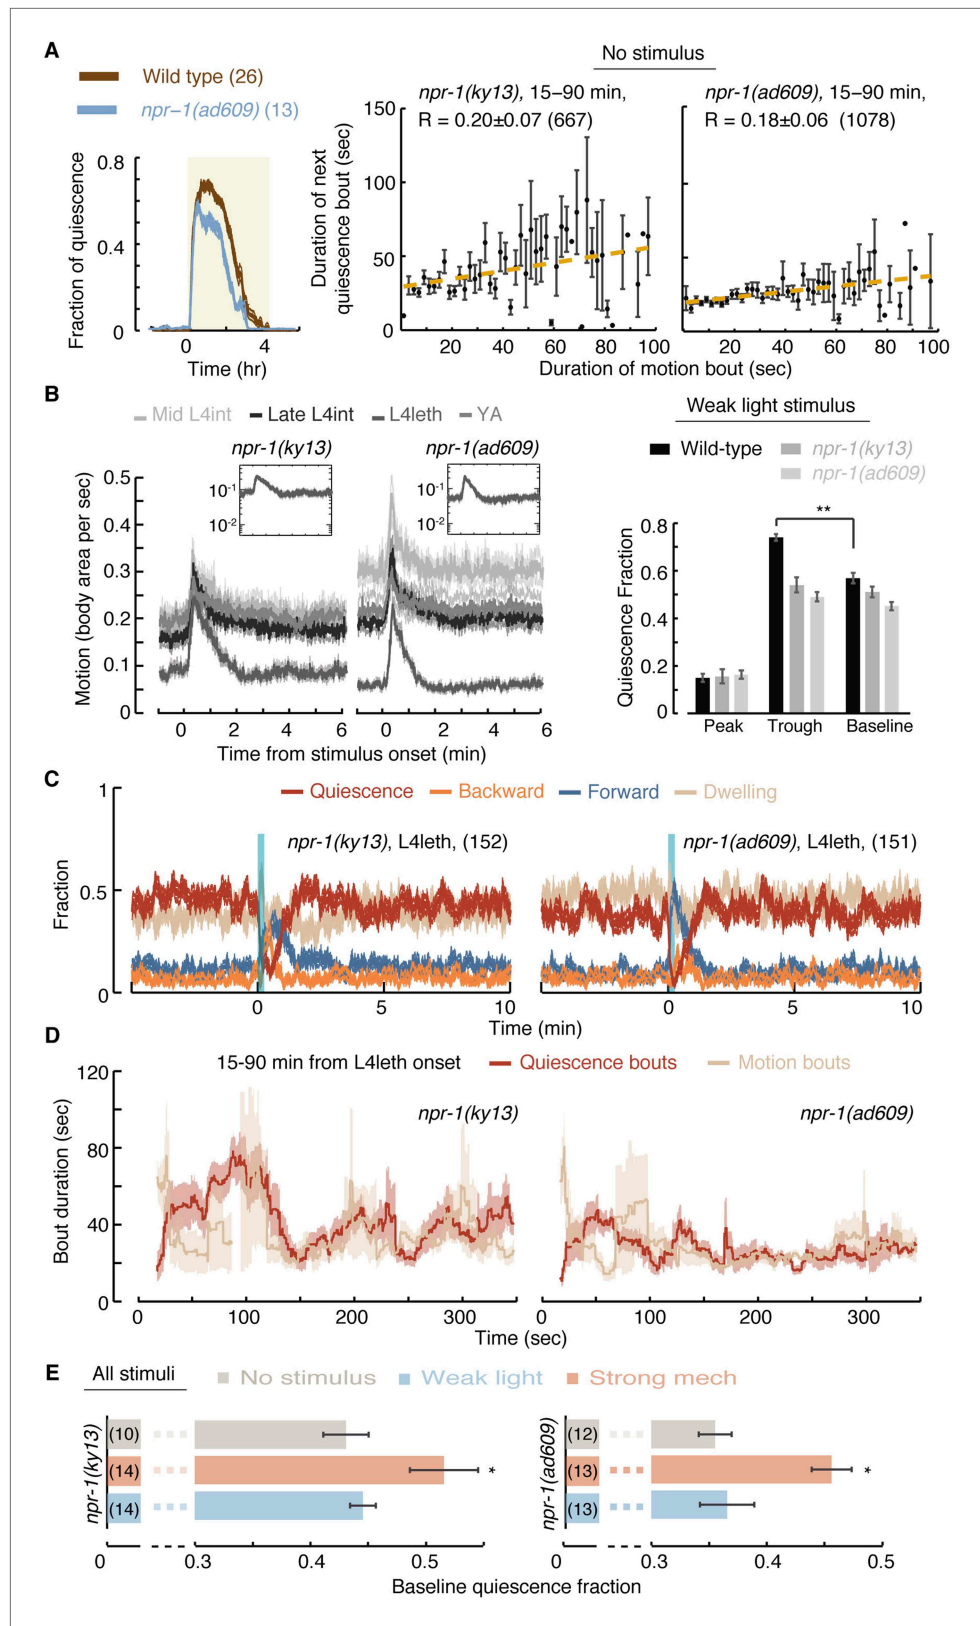 A
No stimulus
Wild type (26)
npr–1(ad609) (13)
npr-1(ky13), 15–90 min,
R = 0.20±0.07 (667)
npr-1(ad609), 15–90 min,
R = 0.18±0.06 (1078)
Fraction of quiescence
0.8
0.4
0
0 4
Time (hr)
Duration of next
quiescence bout (sec)
150
100
50
0
20 40 60 80 100
20 40 60 80 100
Duration of motion bout (sec)
B
Mid L4int Late L4int L4leth YA
Weak light stimulus
npr-1(ky13)
npr-1(ad609)
Wild-type npr-1(ky13)
npr-1(ad609)
Motion (body area per sec)
0.5
0.4
0.3
0.2
0.1
0
10-1
10-2
10-1
10-2
0 2 4 6
0 2 4 6
Time from stimulus onset (min)
Quiescence Fraction
0.8
0.6
0.4
0.2
0
**
Peak Trough Baseline
C
Quiescence Backward Forward Dwelling
npr-1(ky13), L4leth, (152)
npr-1(ad609), L4leth, (151)
Fraction
1
0.5
0
0 5 10
0 5 10
Time (min)
D
15-90 min from L4leth onset Quiescence bouts Motion bouts
npr-1(ky13)
npr-1(ad609)
Bout duration (sec)
120
80
40
0
0 100 200 300
0 100 200 300
Time (sec)
E
All stimuli
No stimulus Weak light Strong mech
npr-1(ky13)
(10)
(14)
*
(14)
0 0.3 0.4 0.5
npr-1(ad609)
(12)
(13)
*
(13)
0 0.3 0.4 0.5
Baseline quiescence fraction